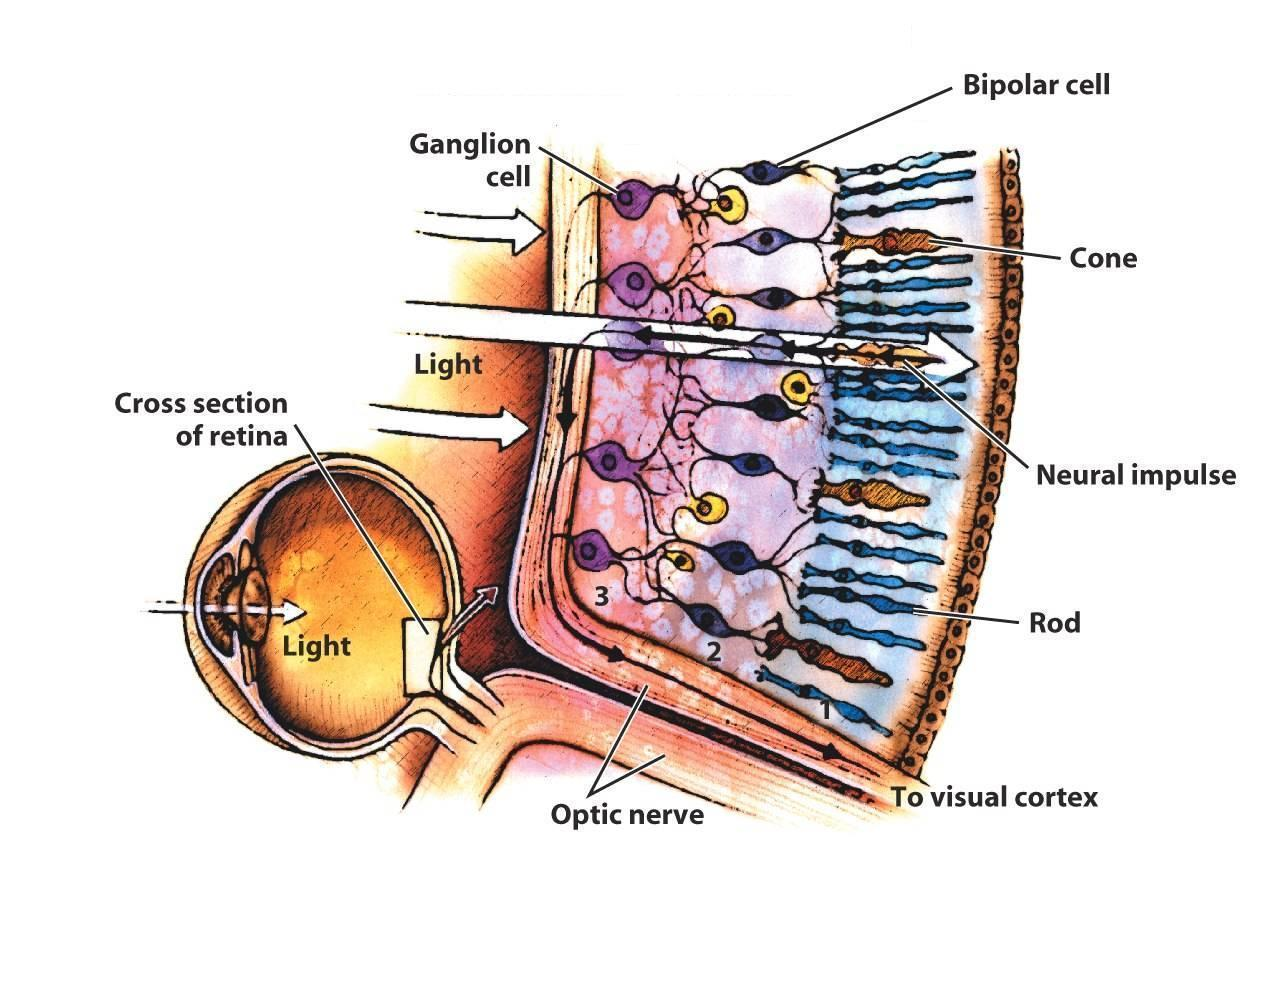 Bipolar cell
Ganglion
cell
Cone
Light
Cross section
of retina
Neural impulse
3
Rod
Light
2
1
To visual cortex
Optic nerve